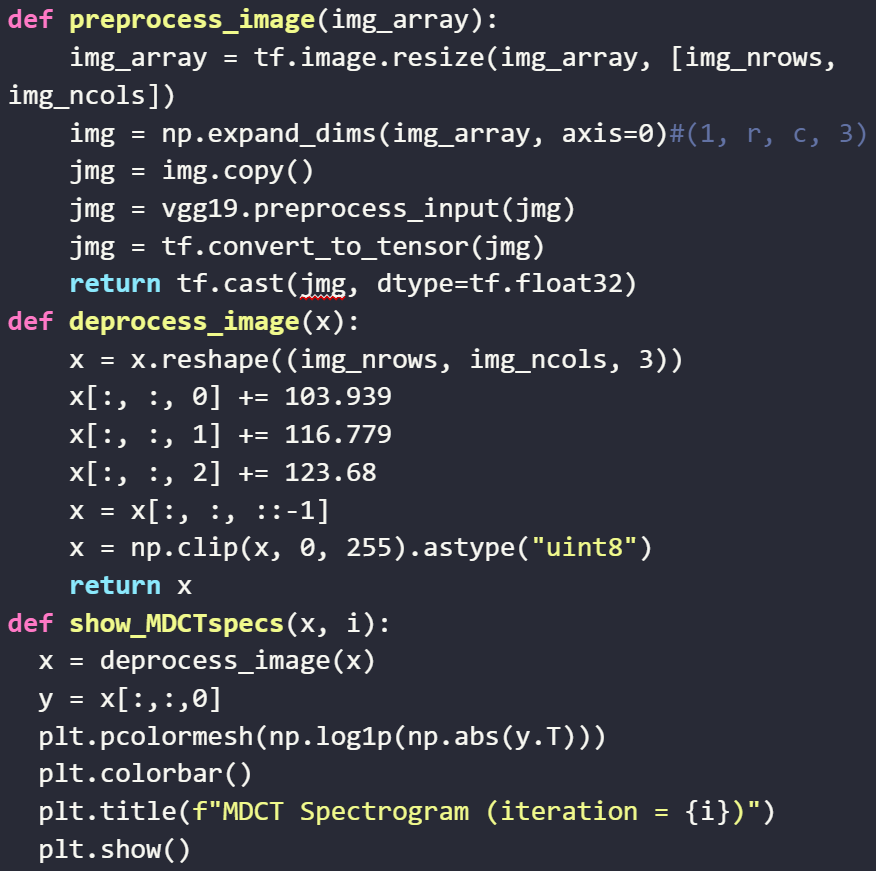 def preprocess_image(img_array):
    img_array = tf.image.resize(img_array, [img_nrows,
img_ncols])
    img = np.expand_dims(img_array, axis=0)#(1, r, c, 3)
    jmg = img.copy()
    jmg = vgg19.preprocess_input(jmg)
    jmg = tf.convert_to_tensor(jmg)
    return tf.cast(jmg, dtype=tf.float32)
def deprocess_image(x):
    x = x.reshape((img_nrows, img_ncols, 3))
    x[:, :, 0] += 103.939
    x[:, :, 1] += 116.779
    x[:, :, 2] += 123.68
    x = x[:, :, ::-1]
    x = np.clip(x, 0, 255).astype("uint8")
    return x
def show_MDCTspecs(x, i):
  x = deprocess_image(x)
  y = x[:,:,0]
  plt.pcolormesh(np.log1p(np.abs(y.T)))
  plt.colorbar()
  plt.title(f"MDCT Spectrogram (iteration = {i})")
  plt.show()